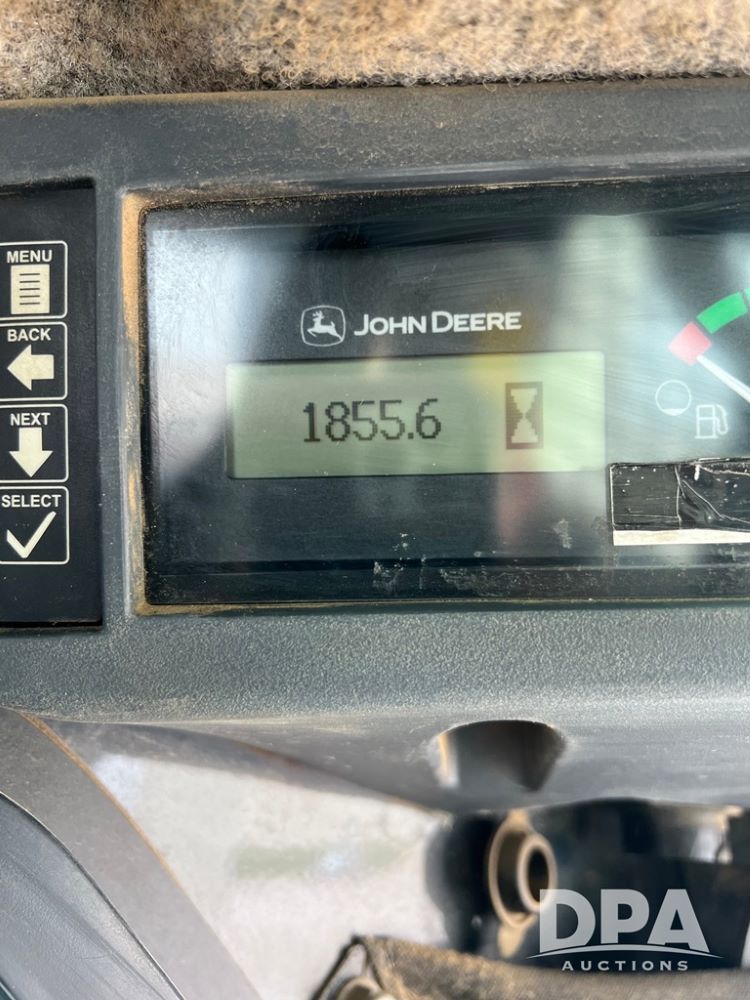 MENU
BACK
NEXT
SELECT
JOHN DEERE
1855.6
DPA
AUCTIONS